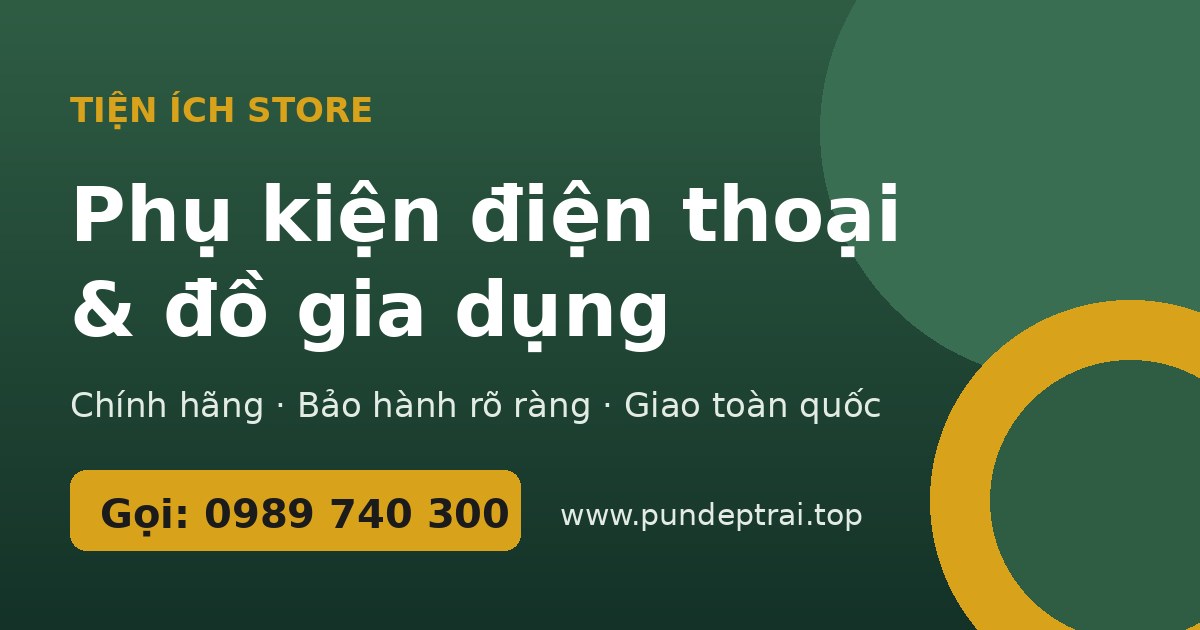 TIỆN ÍCH STORE
Phụ kiện điện thoại
& đồ gia dụng
Chính hãng · Bảo hành rõ ràng · Giao toàn quốc
Gọi: 0989 740 300
www.pundeptrai.top